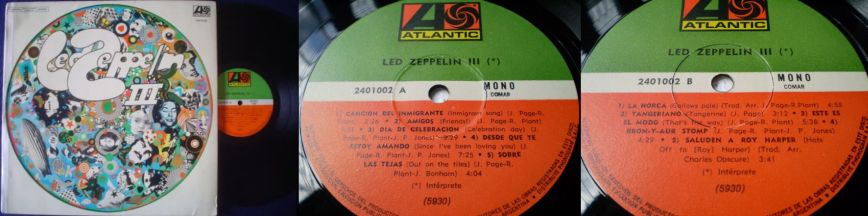 Led Zeppelin
III
ATLANTIC
LED ZEPPELIN III (*)
2401002 A
MONO
COMAR
1) CANCION DEL INMIGRANTE (Inmigram song) (J. Page-R.
Plant) 2:26 • 2) AMIGOS (Friends) (J. Page-R. Plant)
3) DIA DE CELEBRACION (Celebration day) (J.
Page-R. Plant-J. P. Jones) 3:29 • 4) DESDE QUE TE
ESTOY AMANDO (Since I've been loving you) (J.
Page-R. Plant-J. P. Jones) 7:25 • 5) SOBRE
LAS TEJAS (Out on the tiles) (J. Page-R.
Plant-J. Bonham) 4:04
(*) Intérprete
(5930)
ATLANTIC
LED ZEPPELIN III (*)
2401002 B
MONO
COMAR
1) LA HORCA (Gallows pole) (Trad. Arr. J. Page-R. Plant) 4:55
2) TANGERIANO (Tangerine) (J. Page) 3:12 • 3) ESTE ES
EL MODO (That's the way) (J. Page-R. Plant) 5:38 • 4)
BRON-Y-AUR STOMP (J. Page-R. Plant-J. P. Jones)
4:29 • 5) SALUDEN A ROY HARPER (Hats
Off to (Roy) Harper) (Trad. Arr.
Charles Obscure) 3:41
(*) Intérprete
(5930)